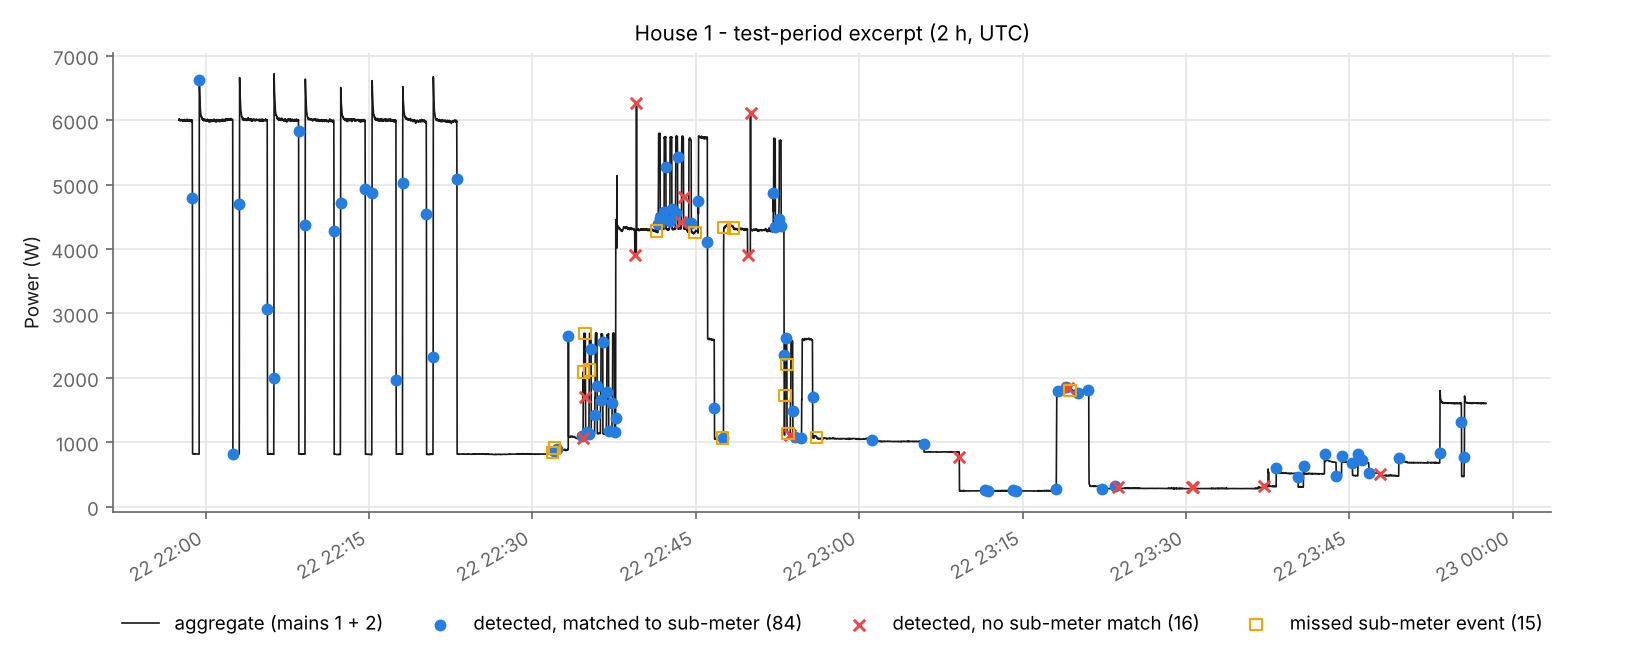 House 1 - test-period excerpt (2 h, UTC)
Power (W)
7000
6000
5000
4000
3000
2000
1000
0
22 22:00
22 22:15
22 22:30
22 22:45
22 23:00
22 23:15
22 23:30
22 23:45
23 00:00
aggregate (mains 1 + 2)
detected, matched to sub-meter (84)
detected, no sub-meter match (16)
missed sub-meter event (15)